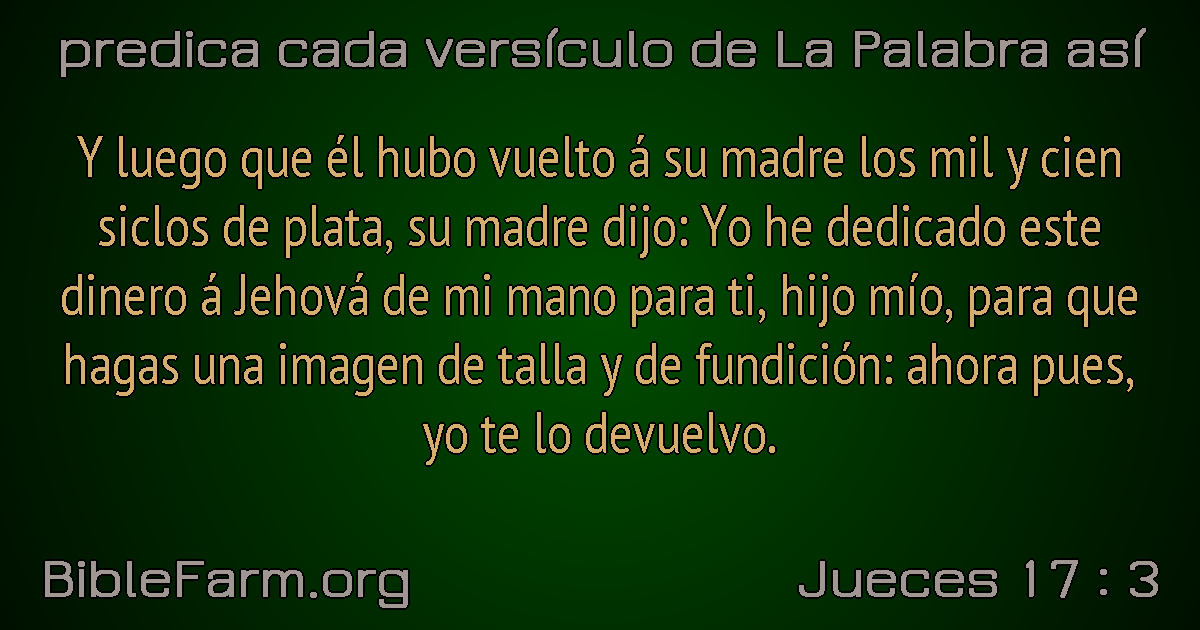 predica cada versículo de La Palabra así
Y luego que él hubo vuelto á su madre los mil y cien
siclos de plata, su madre dijo: Yo he dedicado este
dinero á Jehová de mi mano para ti, hijo mío, para que
hagas una imagen de talla y de fundición: ahora pues,
yo te lo devuelvo.
BibleFarm.org
Jueces 17 : 3